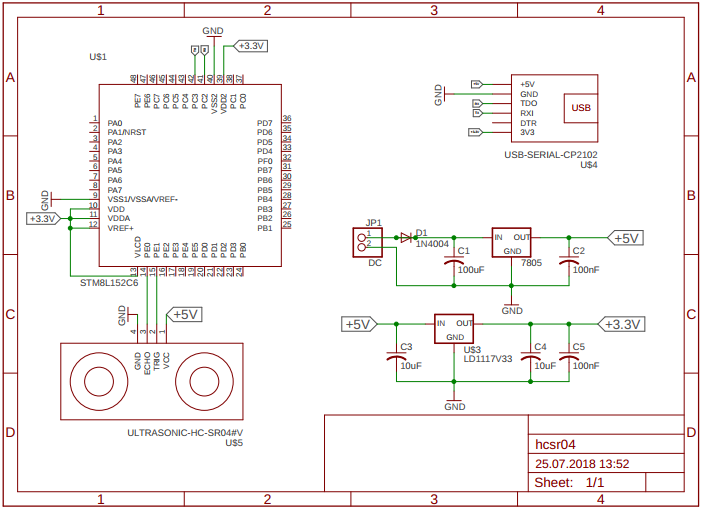 1 2 3 4
A
B
C
D
A
B
C
D
1 2 3 4
GND
+3.3V
U$1
48 47 46 45 44 43 42 41 40 39 38 37
PE7 PE6 PC7 PC6 PC5 PC4 PC3 PC2 VSS2 VDD2 PC1 PC0
1 PA0
2 PA1/NRST
3 PA2
4 PA3
5 PA4
6 PA5
7 PA6
8 PA7
9 VSS1/VSSA/VREF-
10 VDD
11 VDDA
12 VREF+
PD7 36
PD6 35
PD5 34
PD4 33
PF0 32
PB7 31
PB6 30
PB5 29
PB4 28
PB3 27
PB2 26
PB1 25
VLCD PE0 PE1 PE2 PE3 PE4 PE5 PD0 PD1 PD2 PD3 PB0
13 14 15 16 17 18 19 20 21 22 23 24
GND
+3.3V
STM8L152C6
GND
+5V
4 3 2 1
GND ECHO TRIG VCC
ULTRASONIC-HC-SR04#V
U$5
GND
+5V
GND
TDO
RXI
DTR
3V3
USB
USB-SERIAL-CP2102
U$4
JP1
1
2
DC
D1
1N4004
C1
100uF
IN OUT
GND
7805
C2
100nF
+5V
GND
+5V
C3
10uF
IN OUT
GND
U$3
LD1117V33
C4
10uF
C5
100nF
+3.3V
GND
hcsr04
25.07.2018 13:52
Sheet: 1/1